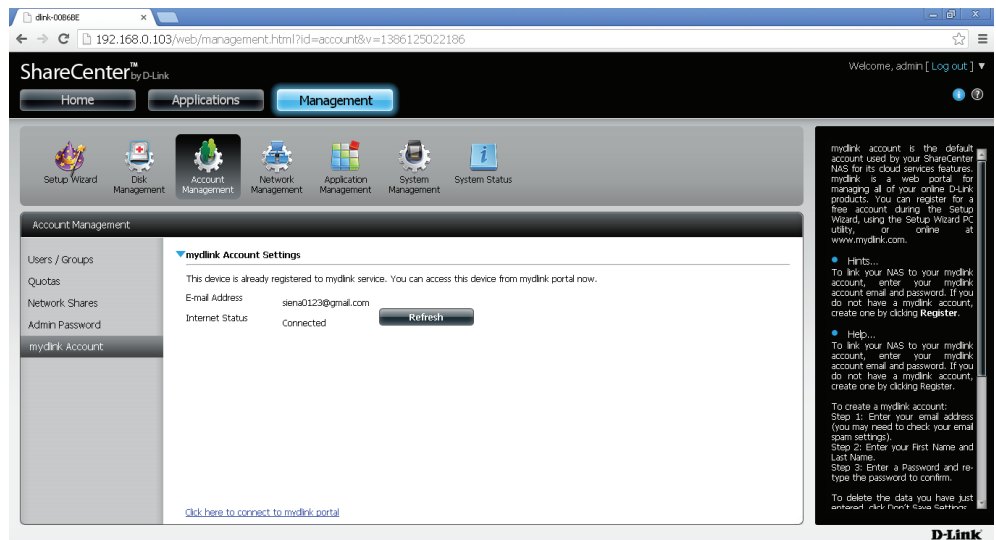 dlink-00B6BE
192.168.0.103/web/management.html?id=account&v=1386125022186
ShareCenter™ by D-Link
Welcome, admin [ Log out ] ▼
Home
Applications
Management
Setup Wizard
Disk
Management
Account
Management
Network
Management
Application
Management
System
Management
System Status
Account Management
Users / Groups
Quotas
Network Shares
Admin Password
mydlink Account
mydlink Account Settings
This device is already registered to mydlink service. You can access this device from mydlink portal now.
E-mail Address
siena0123@gmail.com
Internet Status
Connected
Refresh
Click here to connect to mydlink portal
mydlink account is the default
account used by your ShareCenter
NAS for its cloud services features.
mydlink is a web portal for
managing all of your online D-Link
products. You can register for a
free account during the Setup
Wizard, using the Setup Wizard PC
utility, or online at
www.mydlink.com.
Hints...
To link your NAS to your mydlink
account, enter your mydlink
account email and password. If you
do not have a mydlink account,
create one by clicking Register.
Help...
To link your NAS to your mydlink
account, enter your mydlink
account email and password. If you
do not have a mydlink account,
create one by clicking Register.
To create a mydlink account:
Step 1: Enter your email address
(you may need to check your email
spam settings).
Step 2: Enter your First Name and
Last Name.
Step 3: Enter a Password and re-
type the password to confirm.
To delete the data you have just
entered, click Don't Save Settings.
D-Link